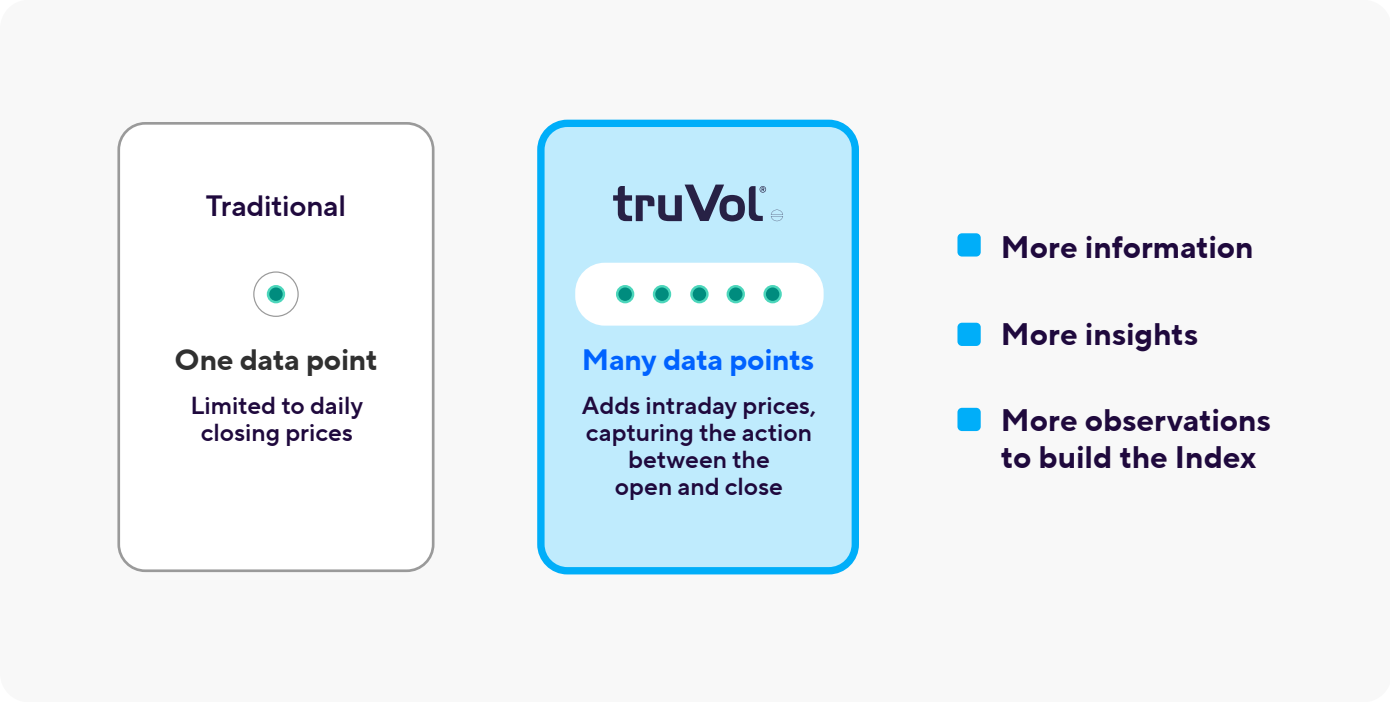 Traditional
One data point
Limited to daily
closing prices
truVol®
Many data points
Adds intraday prices,
capturing the action
between the
open and close
More information
More insights
More observations
to build the Index